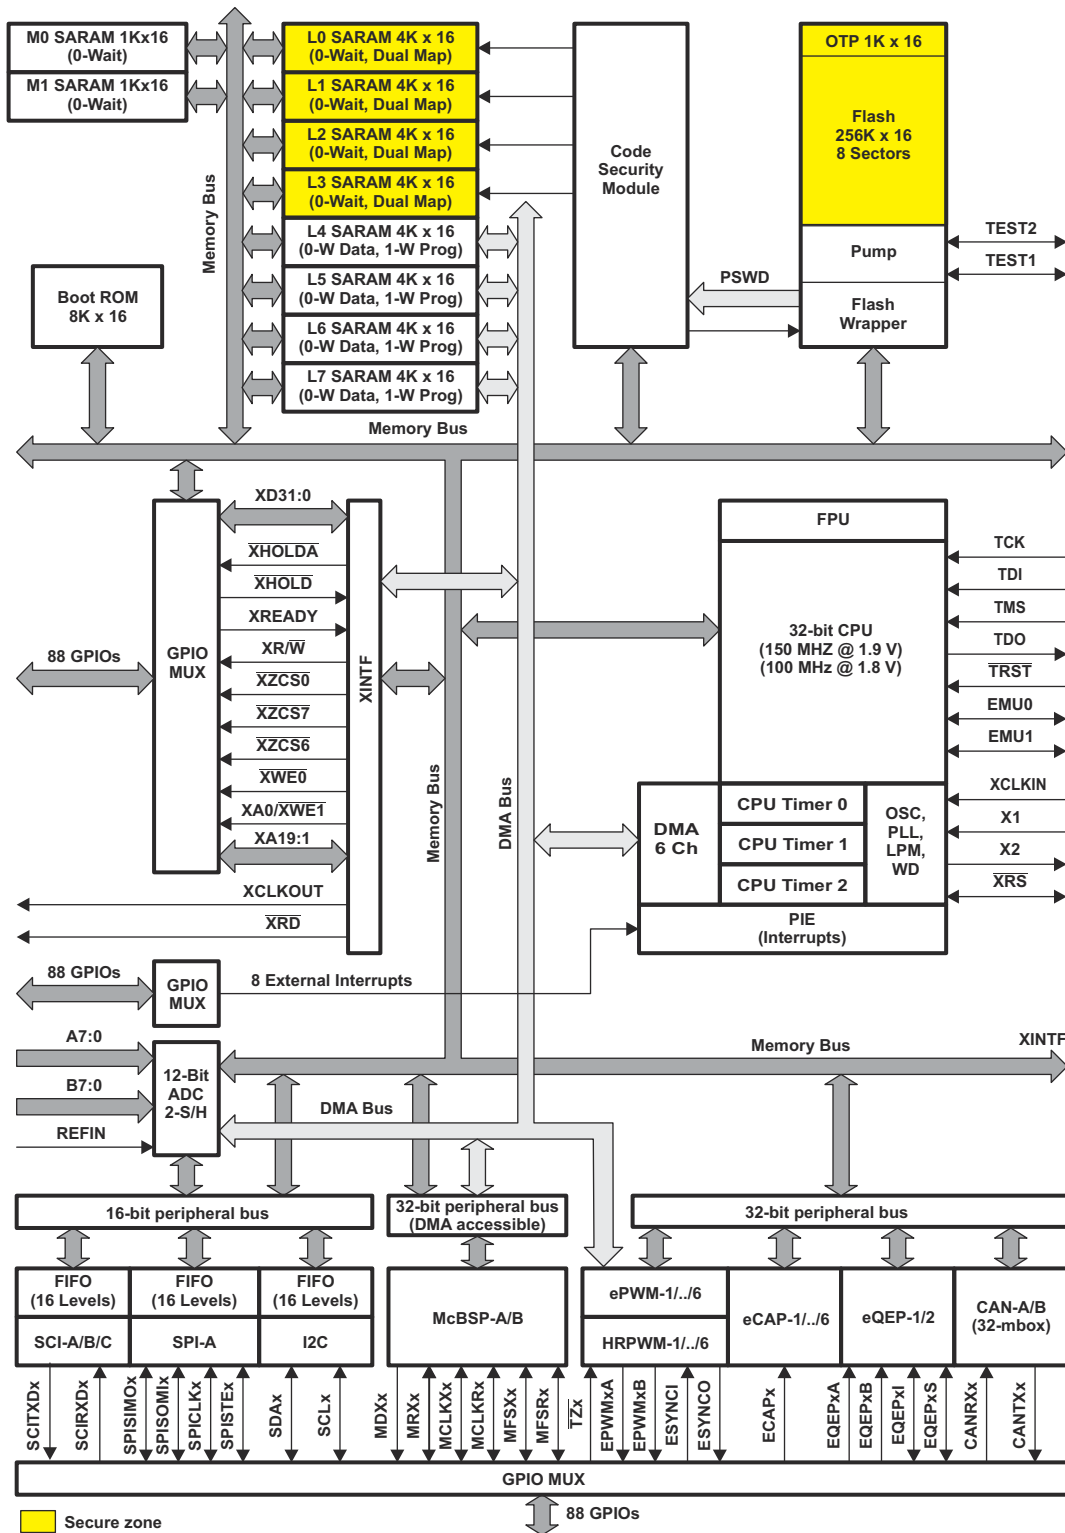 M0 SARAM 1Kx16
(0-Wait)
M1 SARAM 1Kx16
(0-Wait)
L0 SARAM 4K x 16
(0-Wait, Dual Map)
L1 SARAM 4K x 16
(0-Wait, Dual Map)
L2 SARAM 4K x 16
(0-Wait, Dual Map)
L3 SARAM 4K x 16
(0-Wait, Dual Map)
L4 SARAM 4K x 16
(0-W Data, 1-W Prog)
L5 SARAM 4K x 16
(0-W Data, 1-W Prog)
L6 SARAM 4K x 16
(0-W Data, 1-W Prog)
L7 SARAM 4K x 16
(0-W Data, 1-W Prog)
Memory Bus
Boot ROM
8K x 16
Code
Security
Module
OTP 1K x 16
Flash
256K x 16
8 Sectors
Pump
Flash
Wrapper
PSWD
TEST2
TEST1
Memory Bus
XD31:0
XHOLDA
XHOLD
XREADY
XR/W
XZCS0
XZCS7
XZCS6
XWE0
XA0/XWE1
XA19:1
XCLKOUT
XRD
88 GPIOs
GPIO
MUX
XINTF
Memory Bus
DMA Bus
FPU
32-bit CPU
(150 MHZ @ 1.9 V)
(100 MHz @ 1.8 V)
TCK
TDI
TMS
TDO
TRST
EMU0
EMU1
XCLKIN
X1
X2
XRS
DMA
6 Ch
CPU Timer 0
CPU Timer 1
CPU Timer 2
OSC,
PLL,
LPM,
WD
PIE
(Interrupts)
88 GPIOs
GPIO
MUX
8 External Interrupts
A7:0
B7:0
REFIN
12-Bit
ADC
2-S/H
Memory Bus
XINTF
DMA Bus
16-bit peripheral bus
32-bit peripheral bus
(DMA accessible)
32-bit peripheral bus
FIFO
(16 Levels)
FIFO
(16 Levels)
FIFO
(16 Levels)
SCI-A/B/C
SPI-A
I2C
McBSP-A/B
ePWM-1/../6
HRPWM-1/../6
eCAP-1/../6
eQEP-1/2
CAN-A/B
(32-mbox)
SCITXDx
SCIRXDx
SPISIMOx
SPISOMIx
SPICLKx
SPISTEx
SDAx
SCLx
MDXx
MRXx
MCLKXx
MCLKRx
MFSXx
MFSRx
TZx
EPWMxA
EPWMxB
ESYNCI
ESYNCO
ECAPx
EQEPxA
EQEPxB
EQEPxI
EQEPxS
CANRXx
CANTXx
GPIO MUX
88 GPIOs
Secure zone